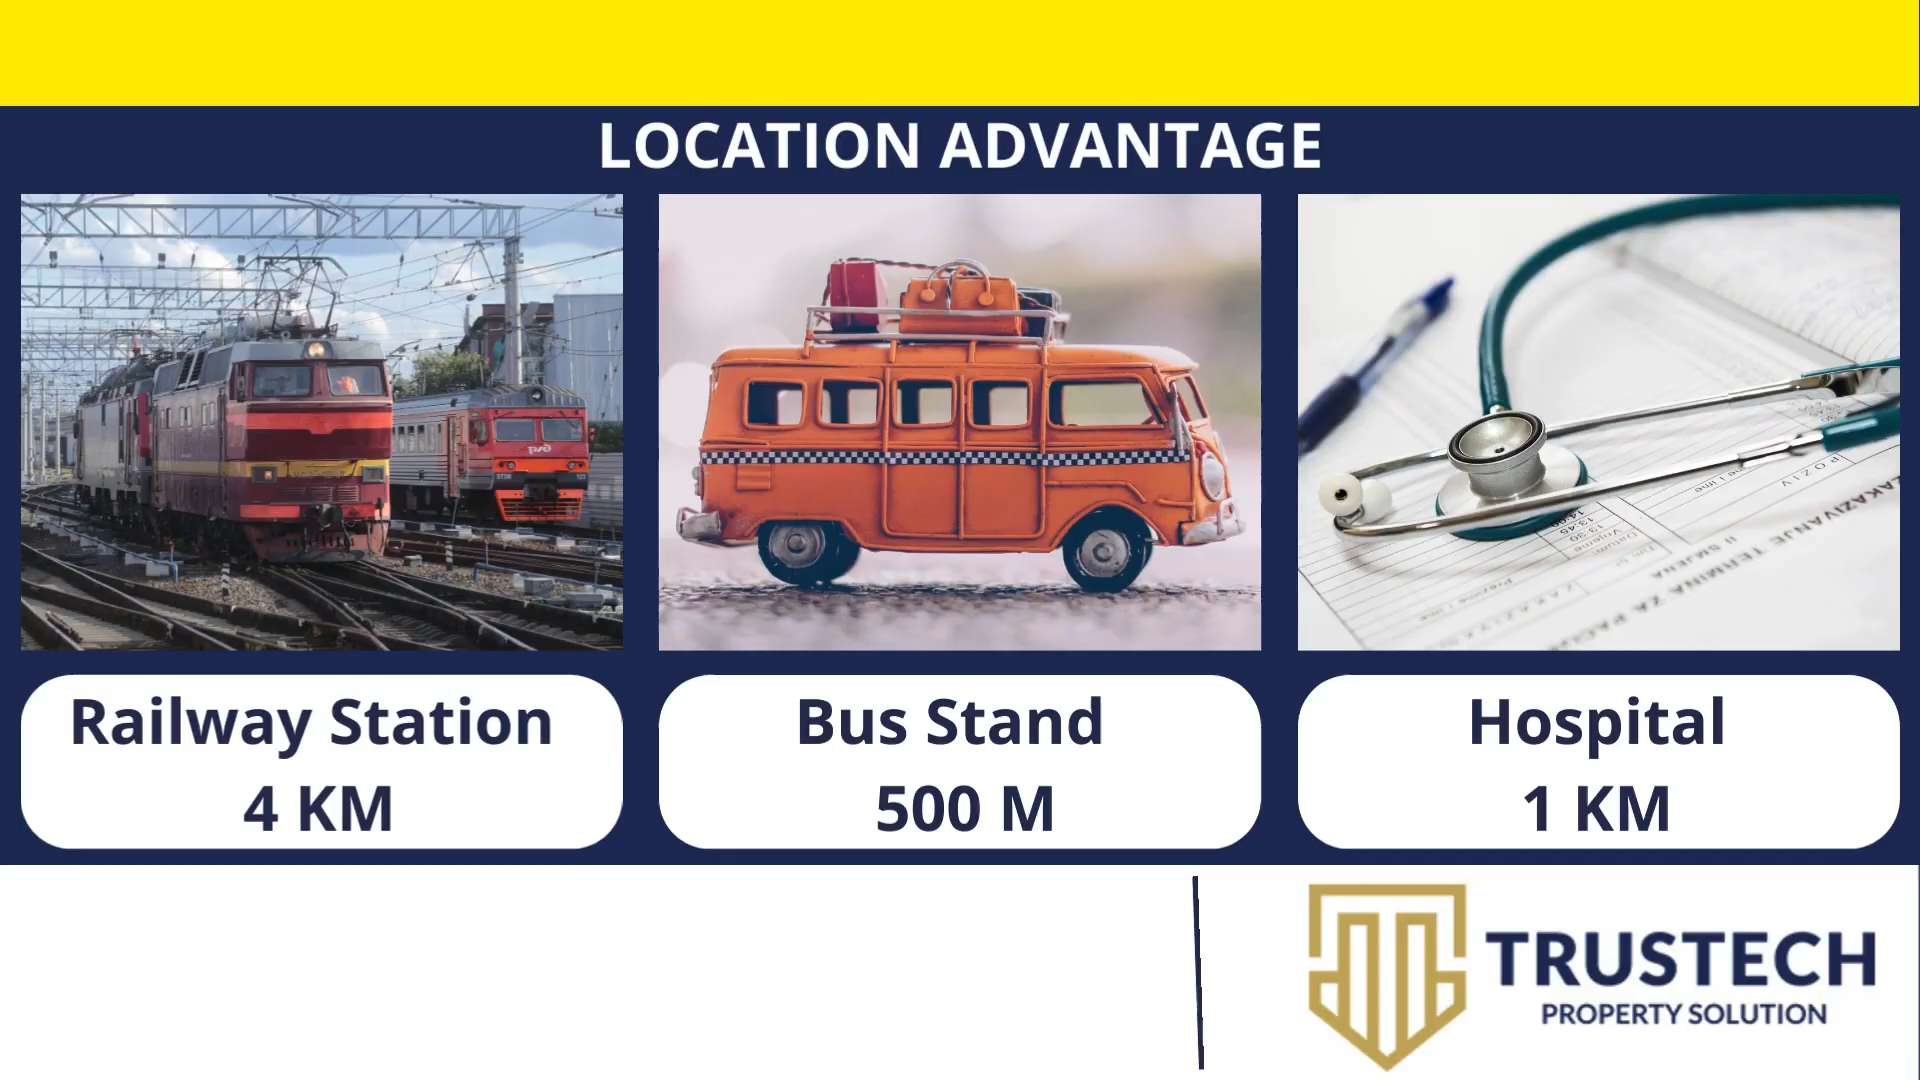 LOCATION ADVANTAGE
Railway Station
4 KM
Bus Stand
500 M
Hospital
1 KM
TRUSTECH
PROPERTY SOLUTION